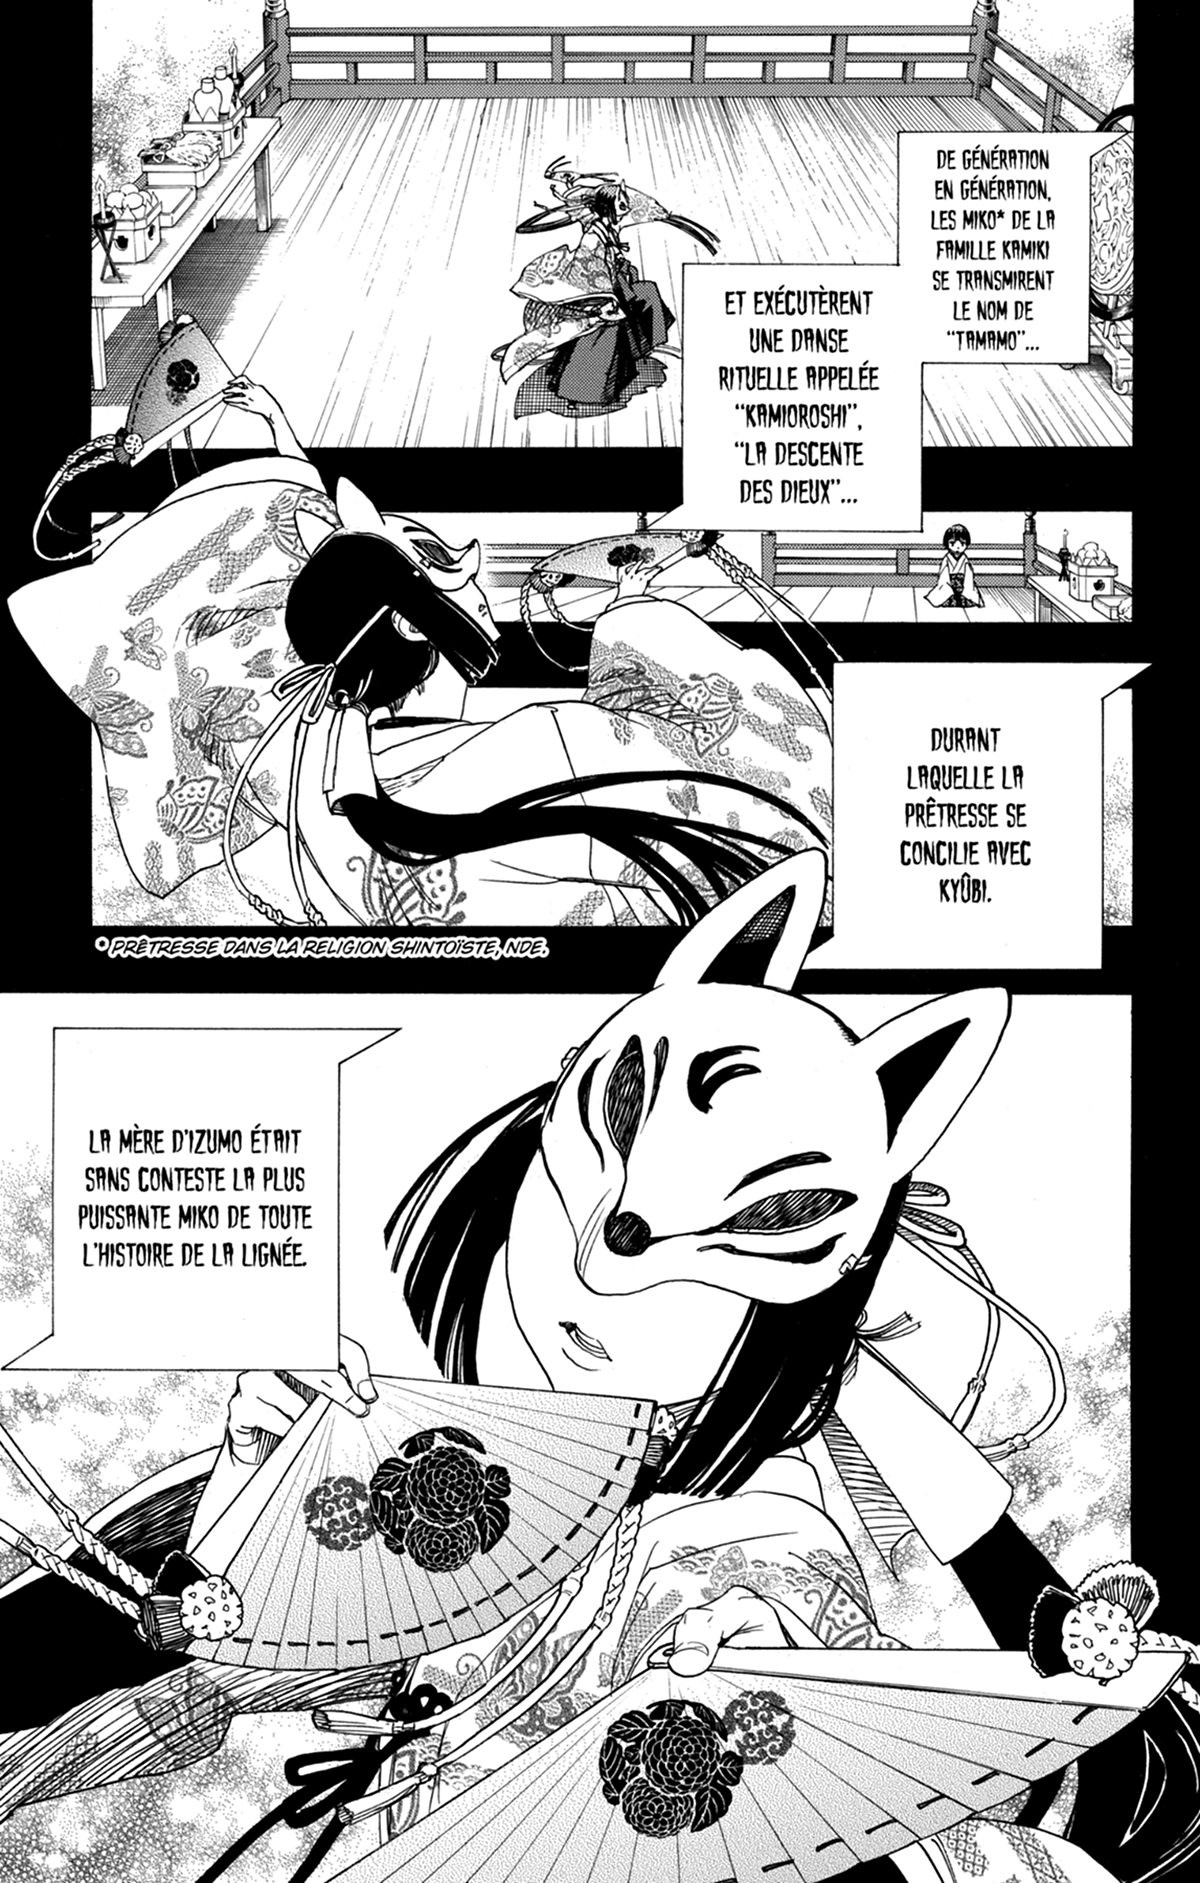 DE GÉNÉRATION
EN GÉNÉRATION,
LES MIKO* DE LA
FAMILLE KAMIKI
SE TRANSMIRENT
LE NOM DE
"TAMAMO"...
ET EXÉCUTÈRENT
UNE DANSE
RITUELLE APPELÉE
"KAMIOROSHI",
"LA DESCENTE
DES DIEUX"...
DURANT
LAQUELLE LA
PRÊTRESSE SE
CONCILIE AVEC
KYÛBI.
* PRÊTRESSE DANS LA RELIGION SHINTOÏSTE, NDE.
LA MÈRE D'IZUMO ÉTAIT
SANS CONTESTE LA PLUS
PUISSANTE MIKO DE TOUTE
L'HISTOIRE DE LA LIGNÉE.